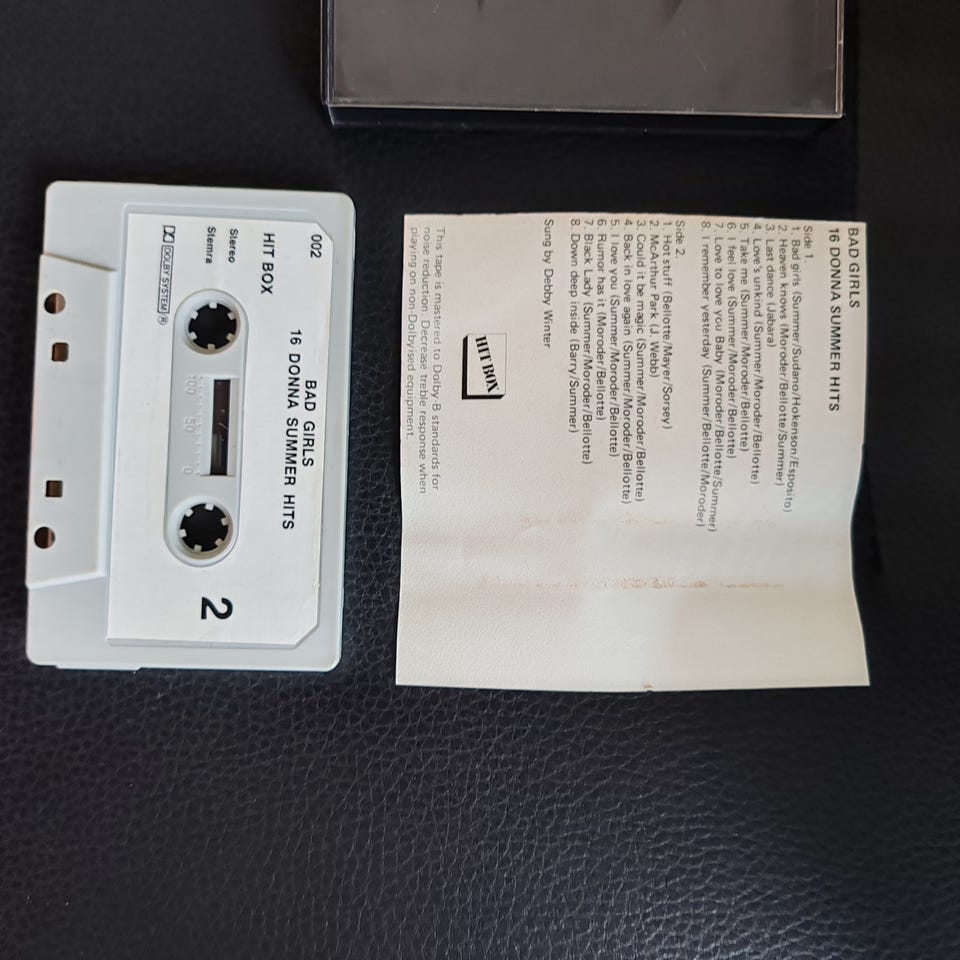 002
HIT BOX
BAD GIRLS
16 DONNA SUMMER HITS
Stereo
Stemra
DOLBY SYSTEM ®
100 50 0
2
BAD GIRLS
16 DONNA SUMMER HITS
Side 1.
1. Bad girls (Summer/Sudano/Hokenson/Esposito)
2. Heaven knows (Moroder/Bellotte/Summer)
3. Last dance (Jabara)
4. Love's unkind (Summer/Moroder/Bellotte)
5. Take me (Summer/Moroder/Bellotte)
6. I feel love (Summer/Moroder/Bellotte)
7. Love to love you Baby (Moroder/Bellotte/Summer)
8. I remember yesterday (Summer/Bellotte/Moroder)
Side 2.
1. Hot stuff (Bellotte/Mayer/Sorsey)
2. McArthur Park (J. Webb)
3. Could it be magic (Summer/Moroder/Bellotte)
4. Back in love again (Summer/Moroder/Bellotte)
5. I love you (Summer/Moroder/Bellotte)
6. Rumor has it (Moroder/Bellotte)
7. Black Lady (Summer/Moroder/Bellotte)
8. Down deep inside (Barry/Summer)
Sung by Debby Winter
HIT BOX
This tape is mastered to Dolby-B standards for
noise reduction. Decrease treble response when
playing on non-Dolbyised equipment.